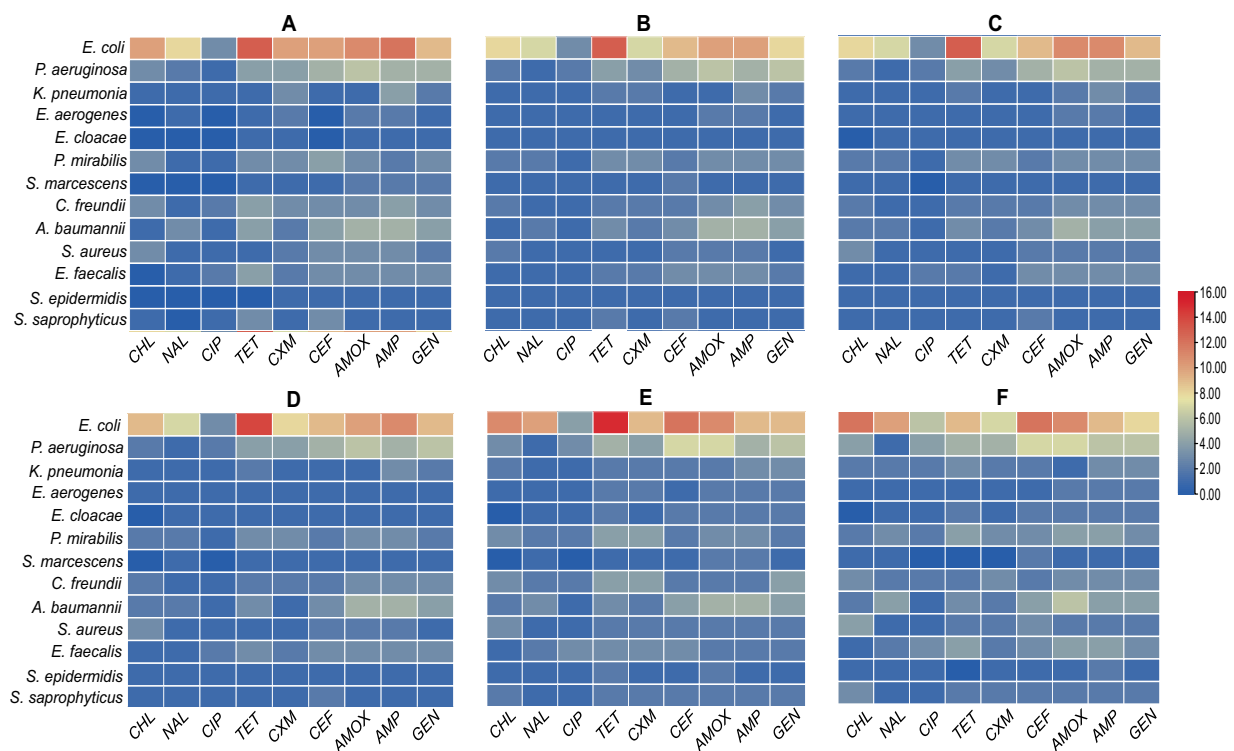 A B C
E. coli
P. aeruginosa
K. pneumonia
E. aerogenes
E. cloacae
P. mirabilis
S. marcescens
C. freundii
A. baumannii
S. aureus
E. faecalis
S. epidermidis
S. saprophyticus
CHL NAL CIP TET CXM CEF AMOX AMP GEN
CHL NAL CIP TET CXM CEF AMOX AMP GEN
CHL NAL CIP TET CXM CEF AMOX AMP GEN
16.00
14.00
12.00
10.00
8.00
6.00
4.00
2.00
0.00
D E F
E. coli
P. aeruginosa
K. pneumonia
E. aerogenes
E. cloacae
P. mirabilis
S. marcescens
C. freundii
A. baumannii
S. aureus
E. faecalis
S. epidermidis
S. saprophyticus
CHL NAL CIP TET CXM CEF AMOX AMP GEN
CHL NAL CIP TET CXM CEF AMOX AMP GEN
CHL NAL CIP TET CXM CEF AMOX AMP GEN